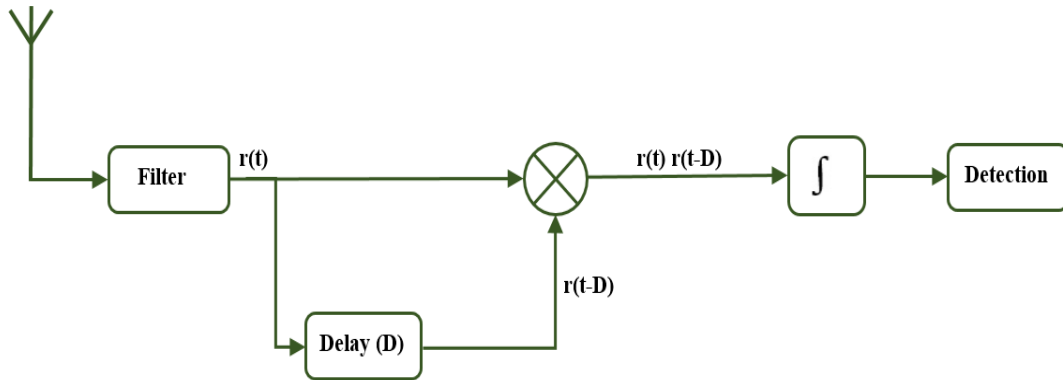 r(t)
Filter
r(t) r(t-D)
∫
Detection
r(t-D)
Delay (D)